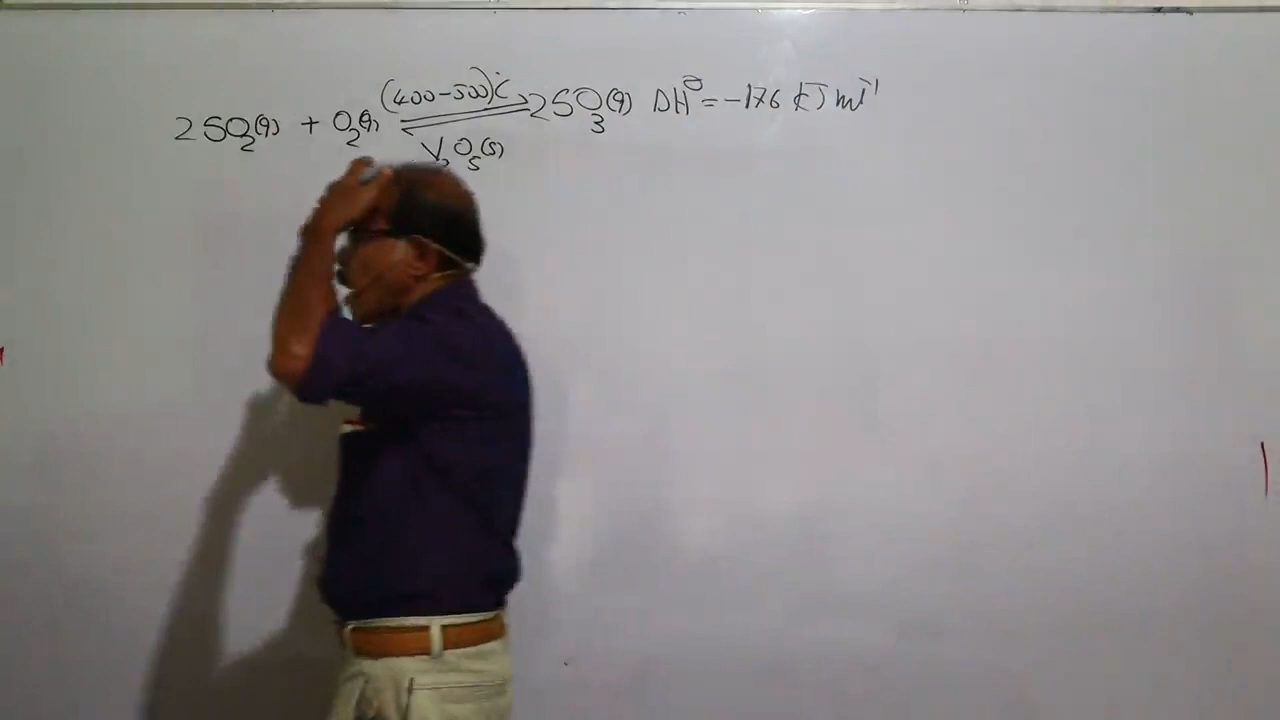 2SO₂(g) + O₂(g) ⇌ 2SO₃(g) ΔH° = -176 kJ mol⁻¹
(400-500)°C
V₂O₅(s)